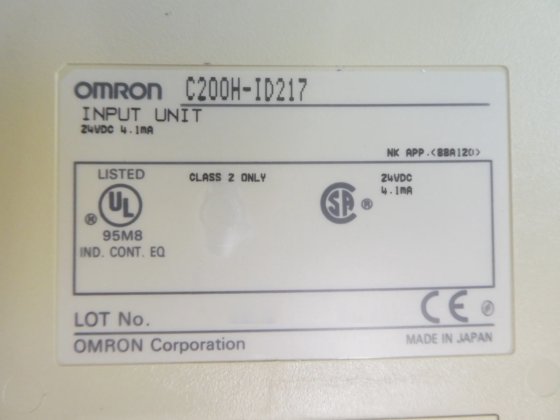 OMRON C200H-ID217
INPUT UNIT
24VDC 4.1mA
NK APP.<88A120>
LISTED
UL ®
95M8
IND. CONT. EQ
CLASS 2 ONLY
SA ®
24VDC
4.1mA
LOT No.
CE
OMRON Corporation
MADE IN JAPAN